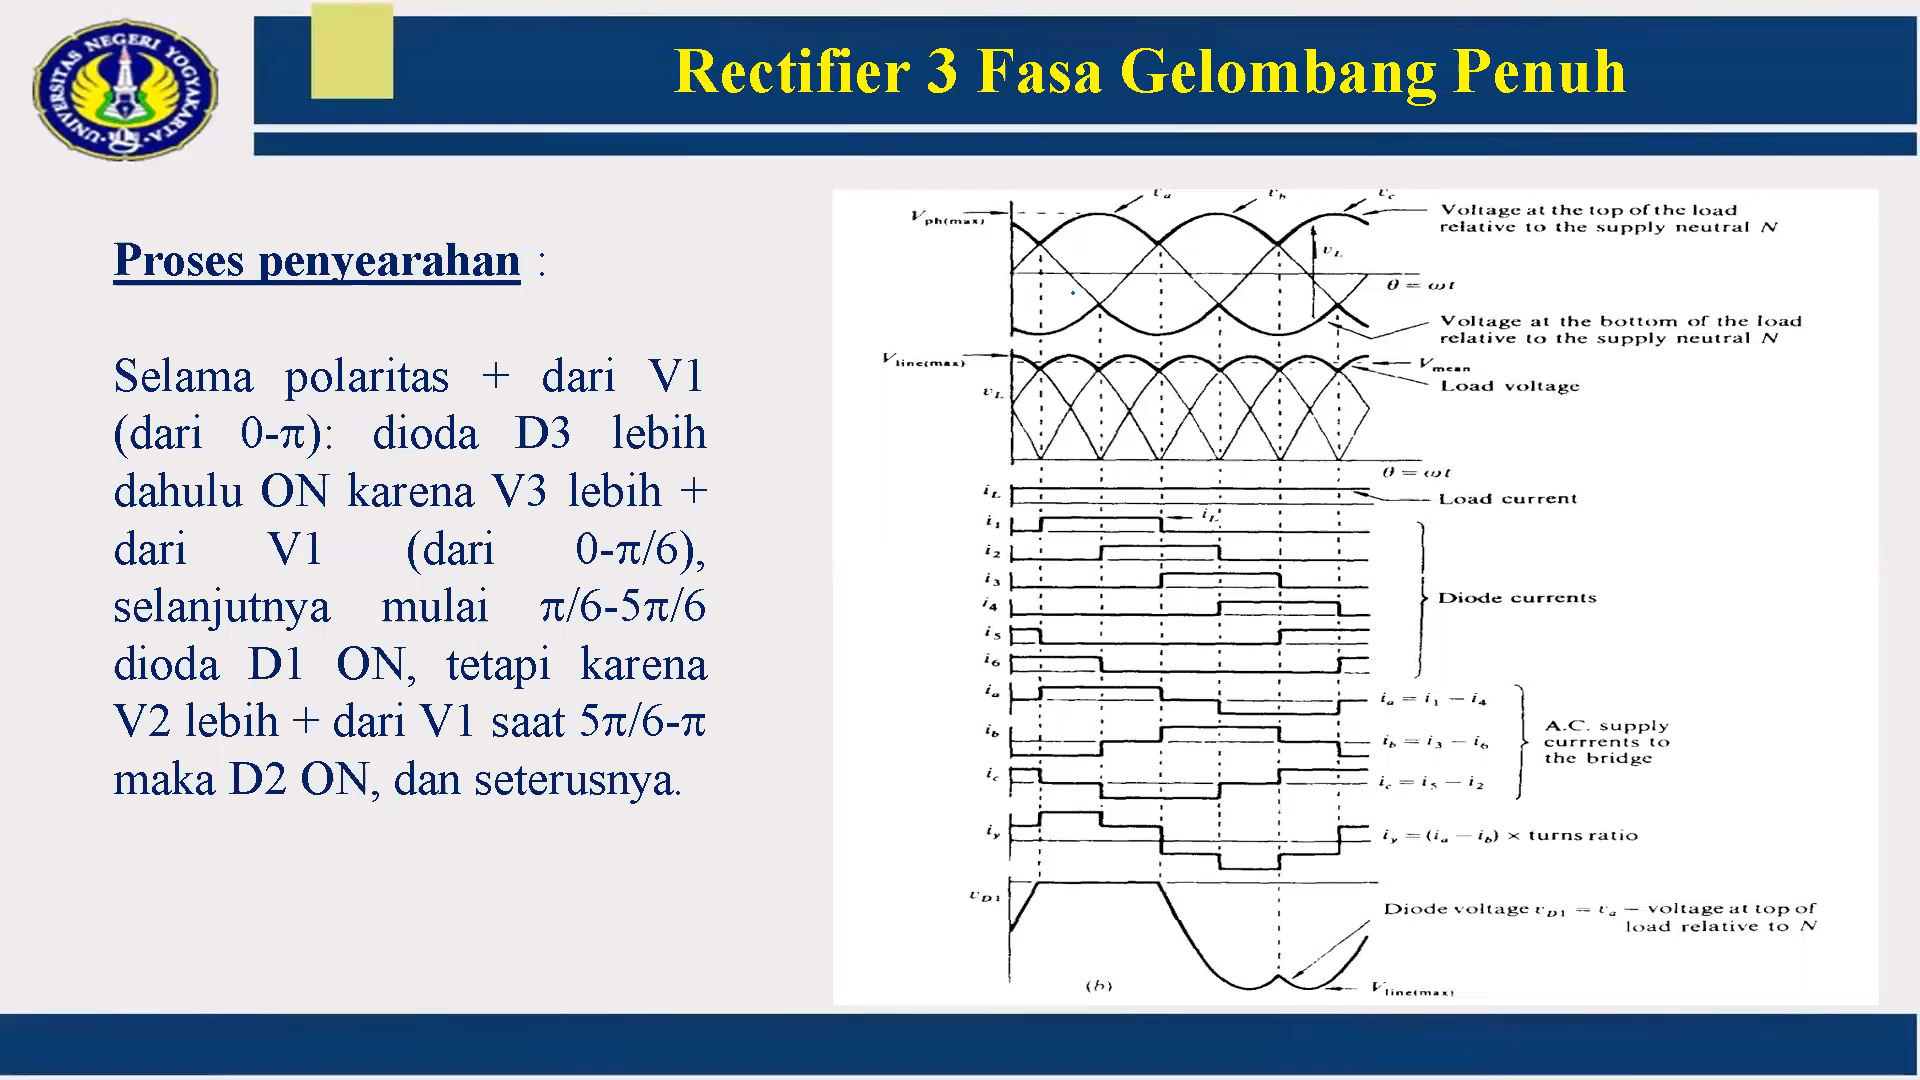 UNIVERSITAS NEGERI YOGYAKARTA
Rectifier 3 Fasa Gelombang Penuh
Proses penyearahan :
Selama polaritas + dari V1
(dari 0-π): dioda D3 lebih
dahulu ON karena V3 lebih +
dari V1 (dari 0-π/6),
selanjutnya mulai π/6-5π/6
dioda D1 ON, tetapi karena
V2 lebih + dari V1 saat 5π/6-π
maka D2 ON, dan seterusnya.
va vb vc
Vph(max)
Voltage at the top of the load
relative to the supply neutral N
vL
θ = ωt
Voltage at the bottom of the load
relative to the supply neutral N
Vline(max)
Vmean
Load voltage
vL
θ = ωt
iL
Load current
i1
iL
i2
i3
i4
Diode currents
i5
i6
ia
ia = i1 − i4
A.C. supply
currrents to
the bridge
ib
ib = i3 − i6
ic
ic = i5 − i2
iy
iy = (ia − ib) × turns ratio
vD1
Diode voltage vD1 = va − voltage at top of
load relative to N
(b)
Vline(max)